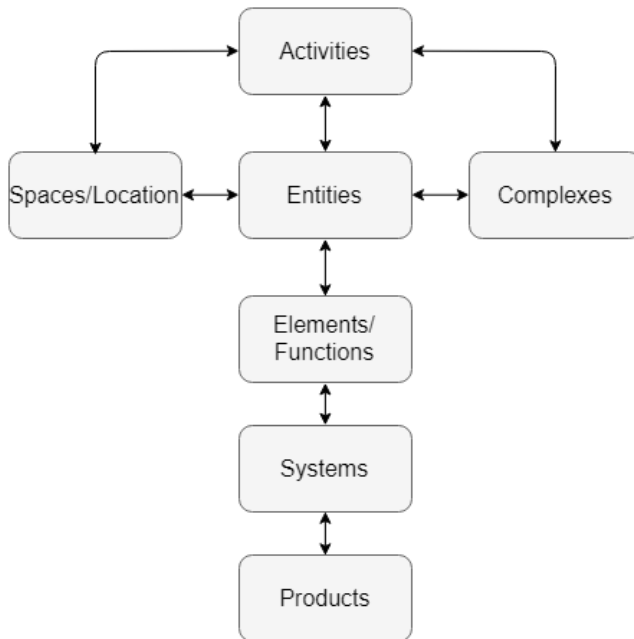 Activities
Spaces/Location
Entities
Complexes
Elements/
Functions
Systems
Products